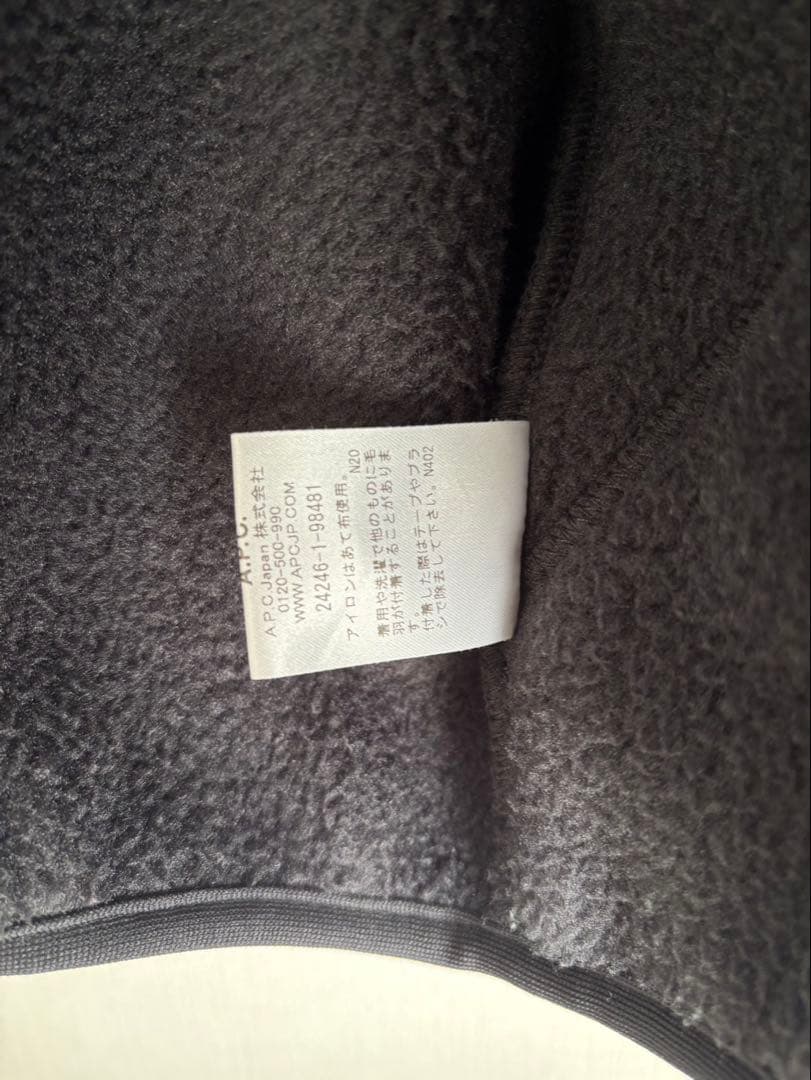 A.P.C.
A.P.C.Japan 株式会社
0120-500-990
WWW.APCJP.COM
24246-1-98481
アイロンはあて布使用。N20
着用や洗濯で他のものに毛
羽が付着することがありま
す。
付着した際はテープやブラ
シで除去して下さい。N402